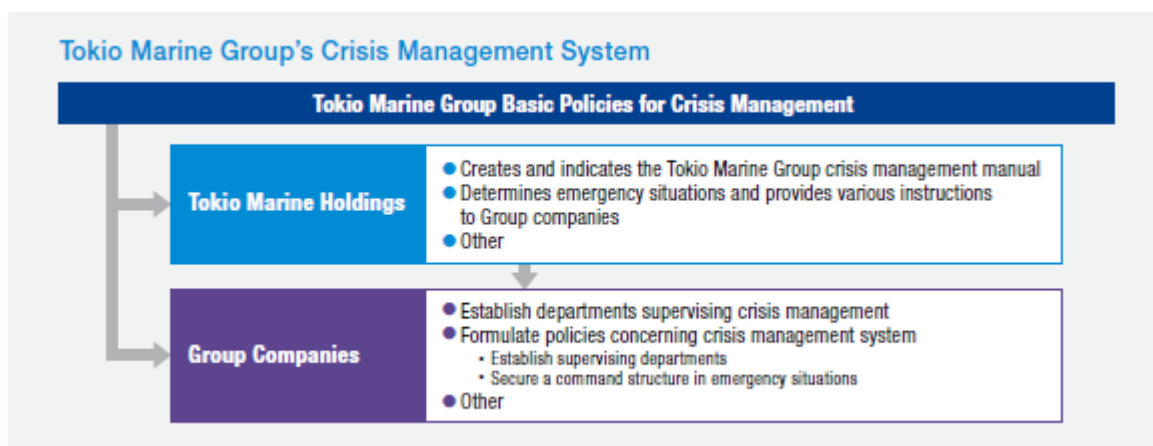 Tokio Marine Group's Crisis Management System
Tokio Marine Group Basic Policies for Crisis Management
Tokio Marine Holdings
● Creates and indicates the Tokio Marine Group crisis management manual
● Determines emergency situations and provides various instructions
to Group companies
● Other
Group Companies
● Establish departments supervising crisis management
● Formulate policies concerning crisis management system
• Establish supervising departments
• Secure a command structure in emergency situations
● Other